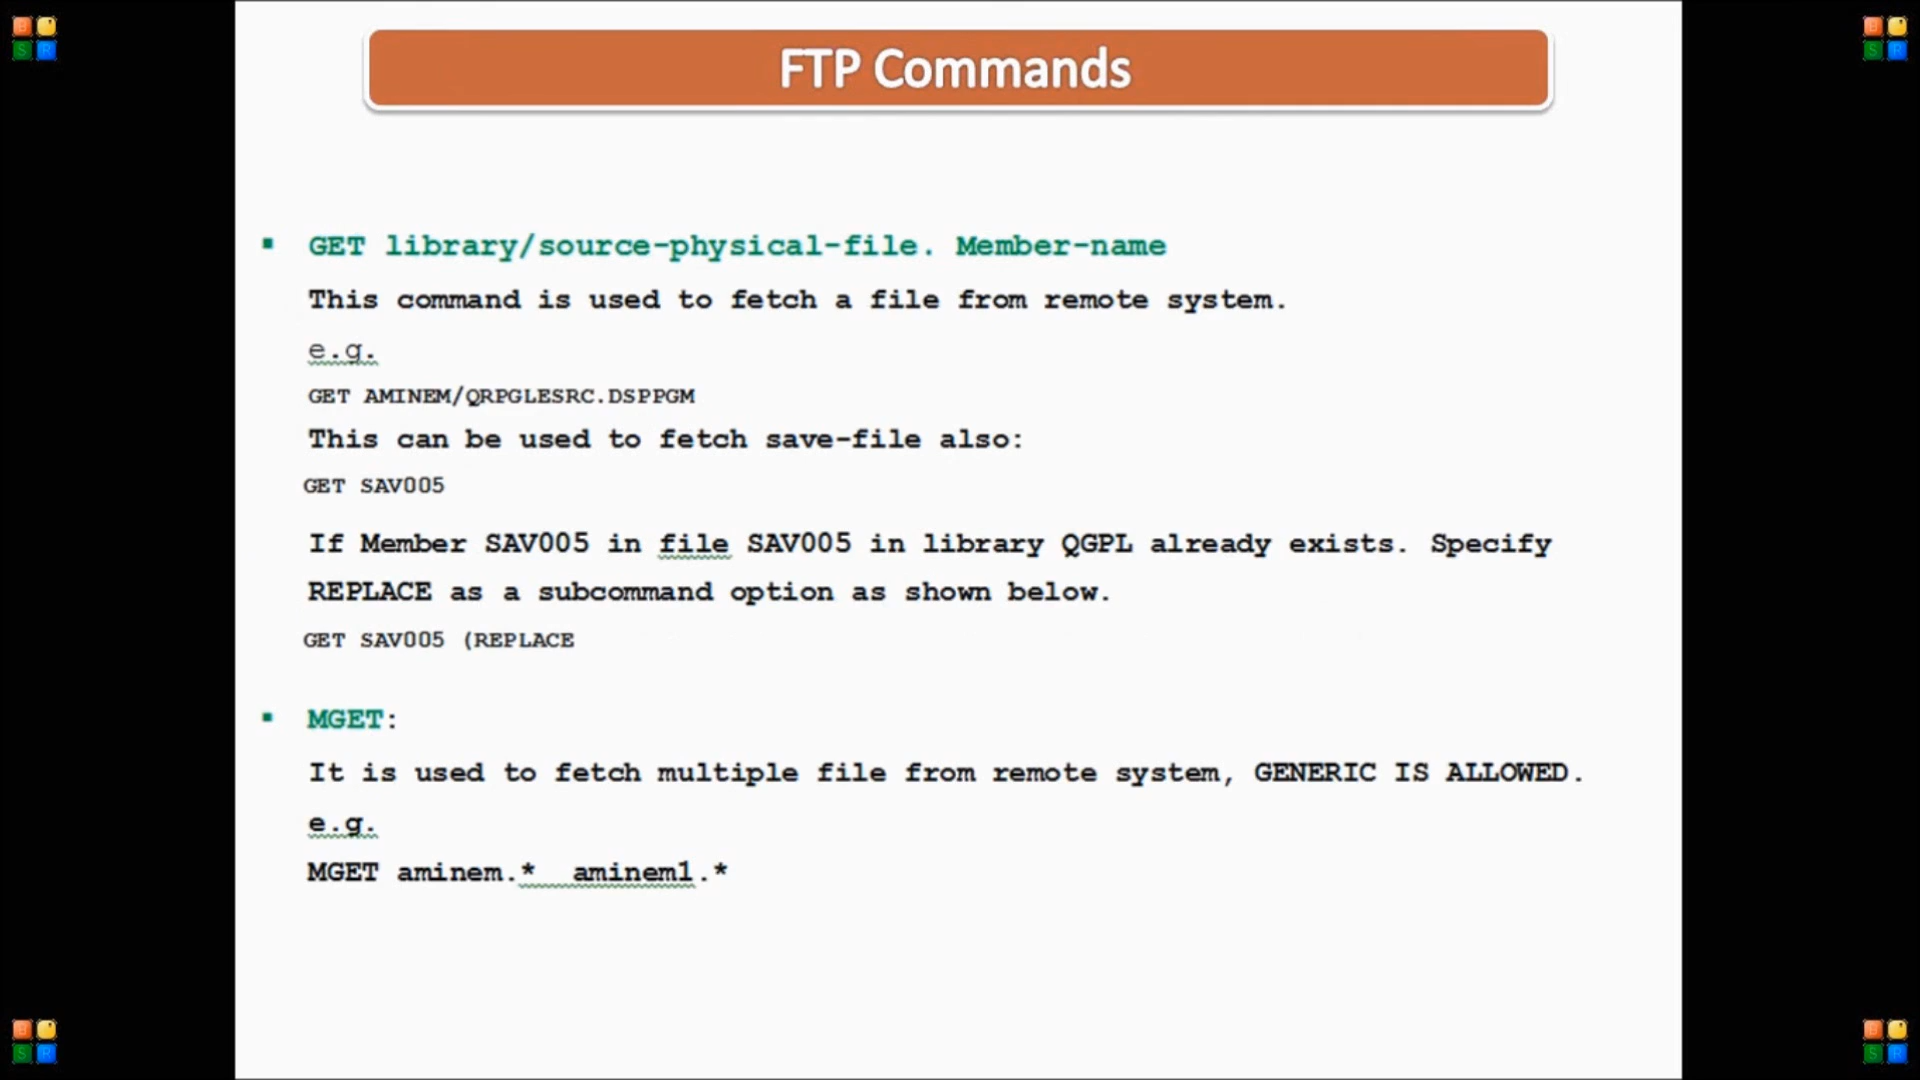 FTP Commands
GET library/source-physical-file. Member-name
This command is used to fetch a file from remote system.
e.g.
GET AMINEM/QRPGLESRC.DSPPGM
This can be used to fetch save-file also:
GET SAV005
If Member SAV005 in file SAV005 in library QGPL already exists. Specify
REPLACE as a subcommand option as shown below.
GET SAV005 (REPLACE
MGET:
It is used to fetch multiple file from remote system, GENERIC IS ALLOWED.
e.g.
MGET aminem.*  aminem1.*